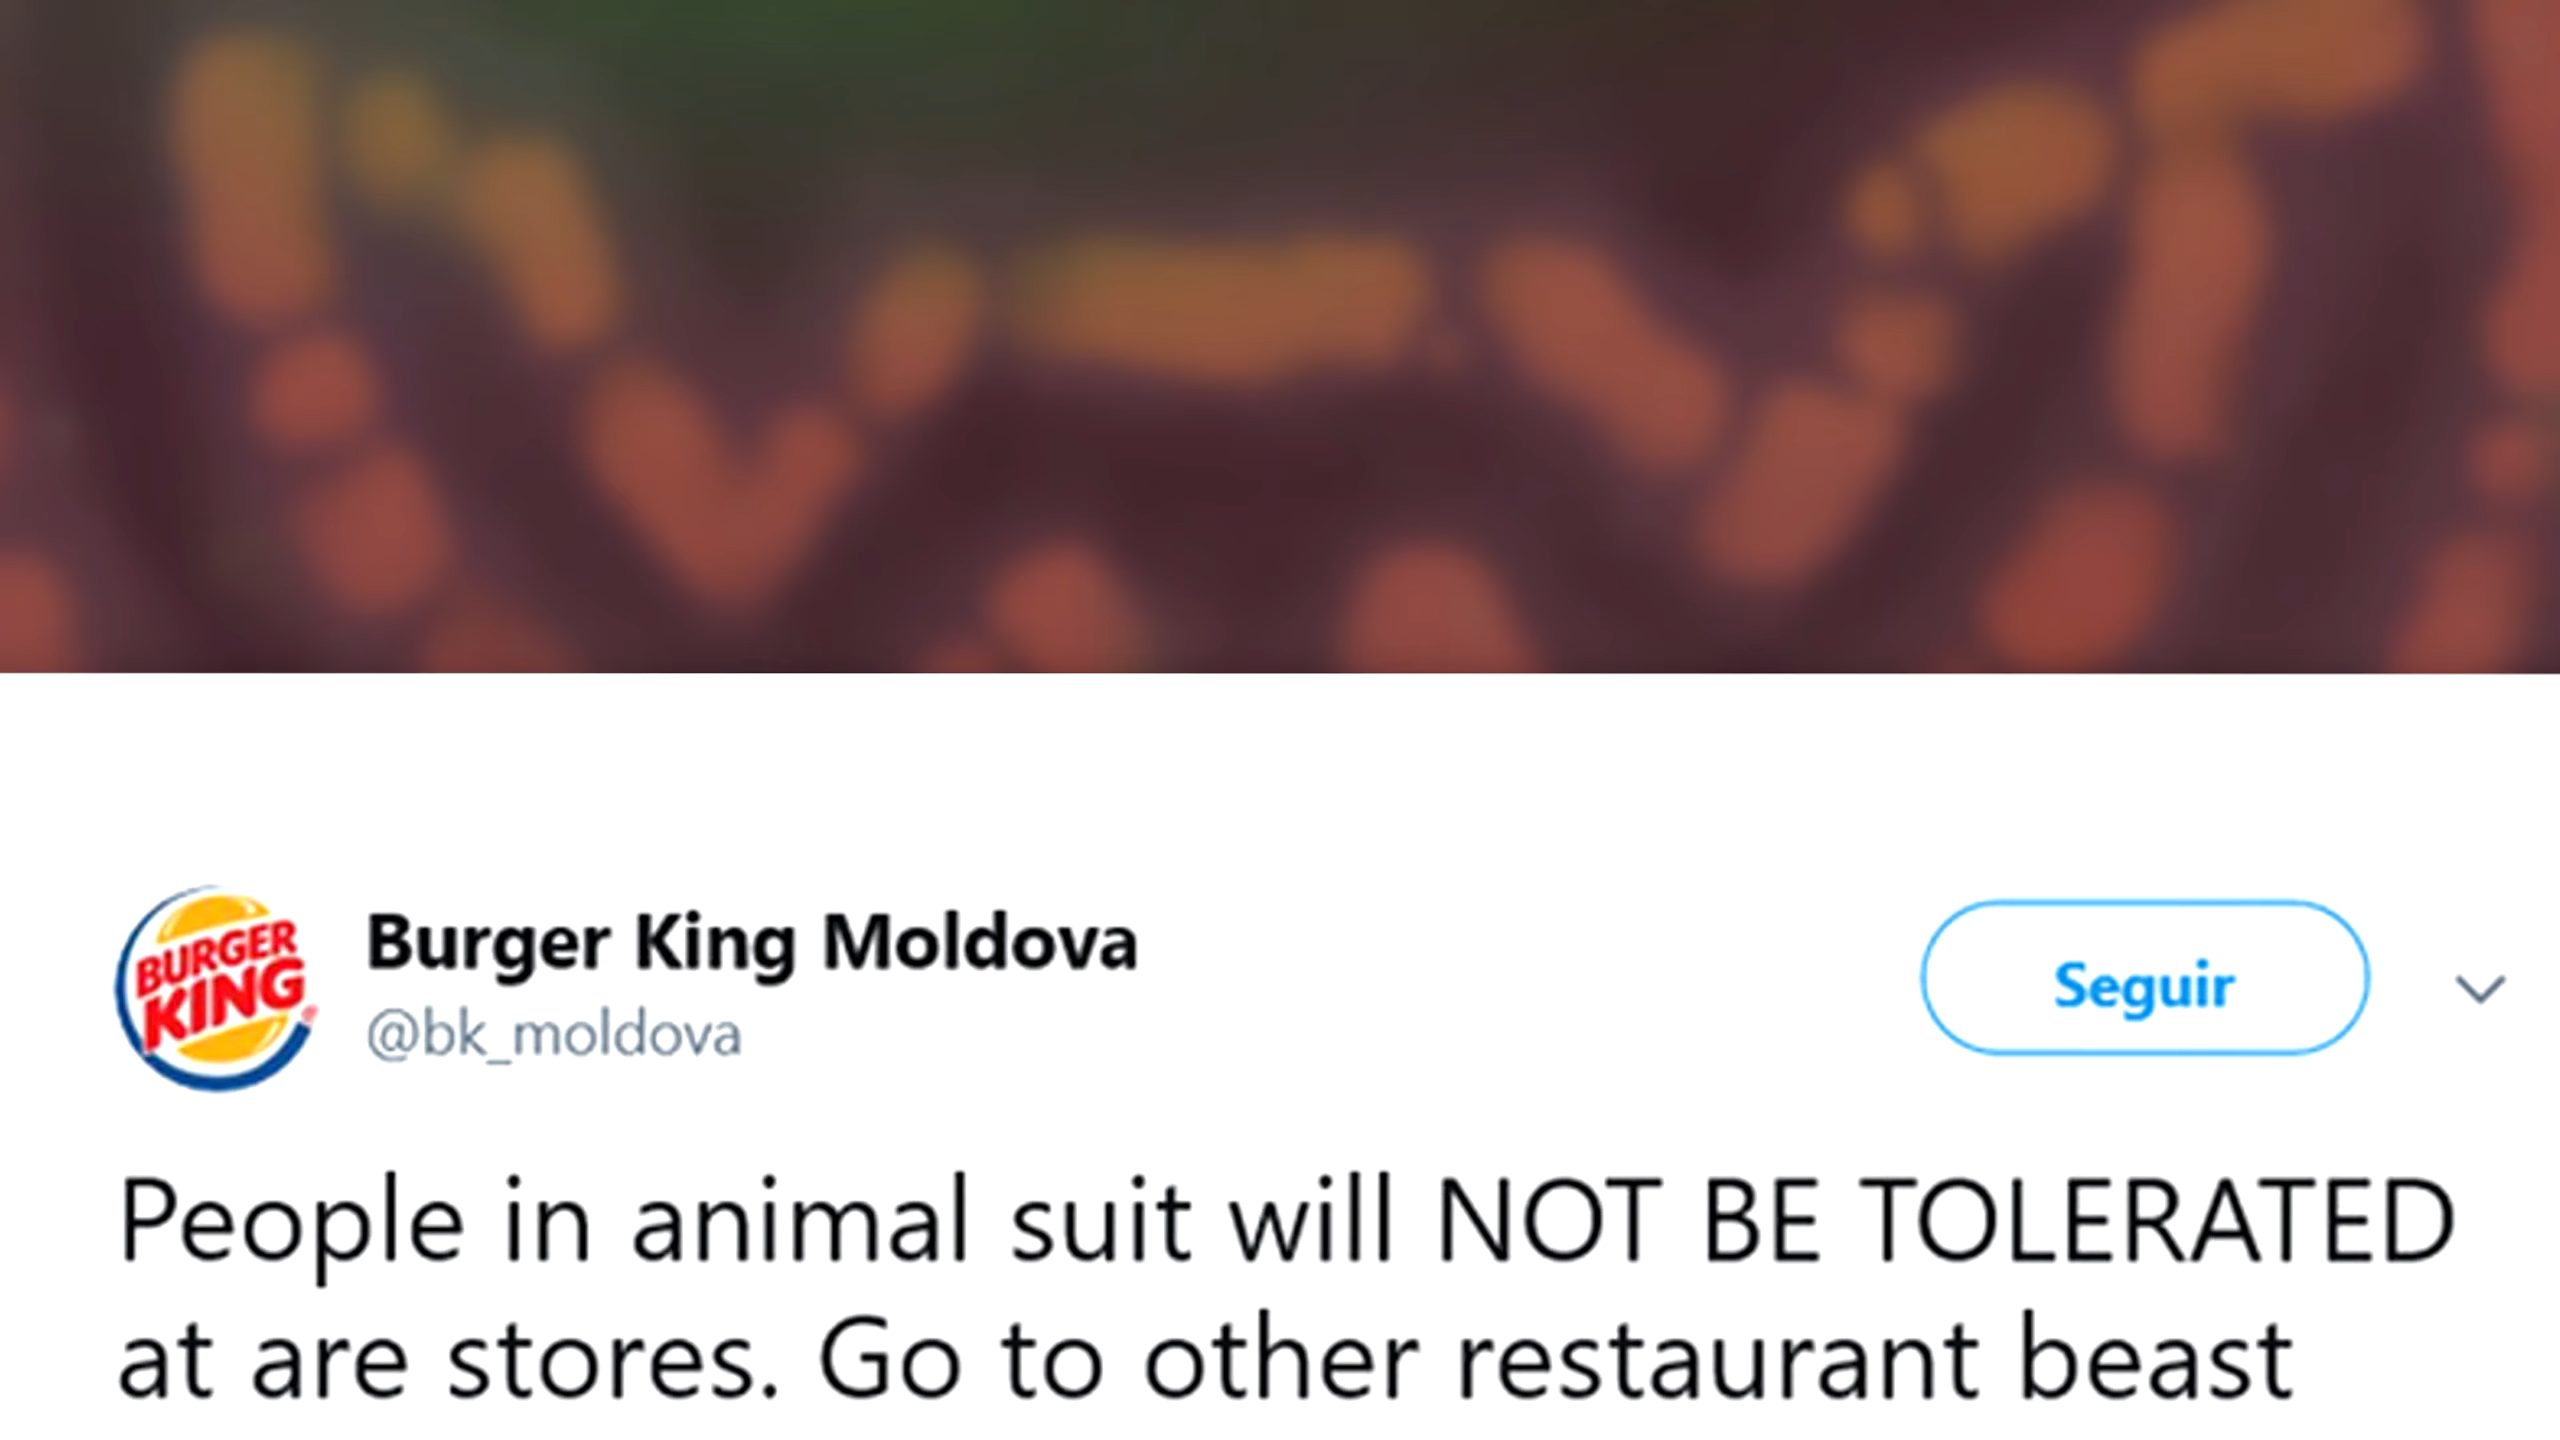 BURGER
KING
Burger King Moldova
@bk_moldova
Seguir
People in animal suit will NOT BE TOLERATED
at are stores. Go to other restaurant beast